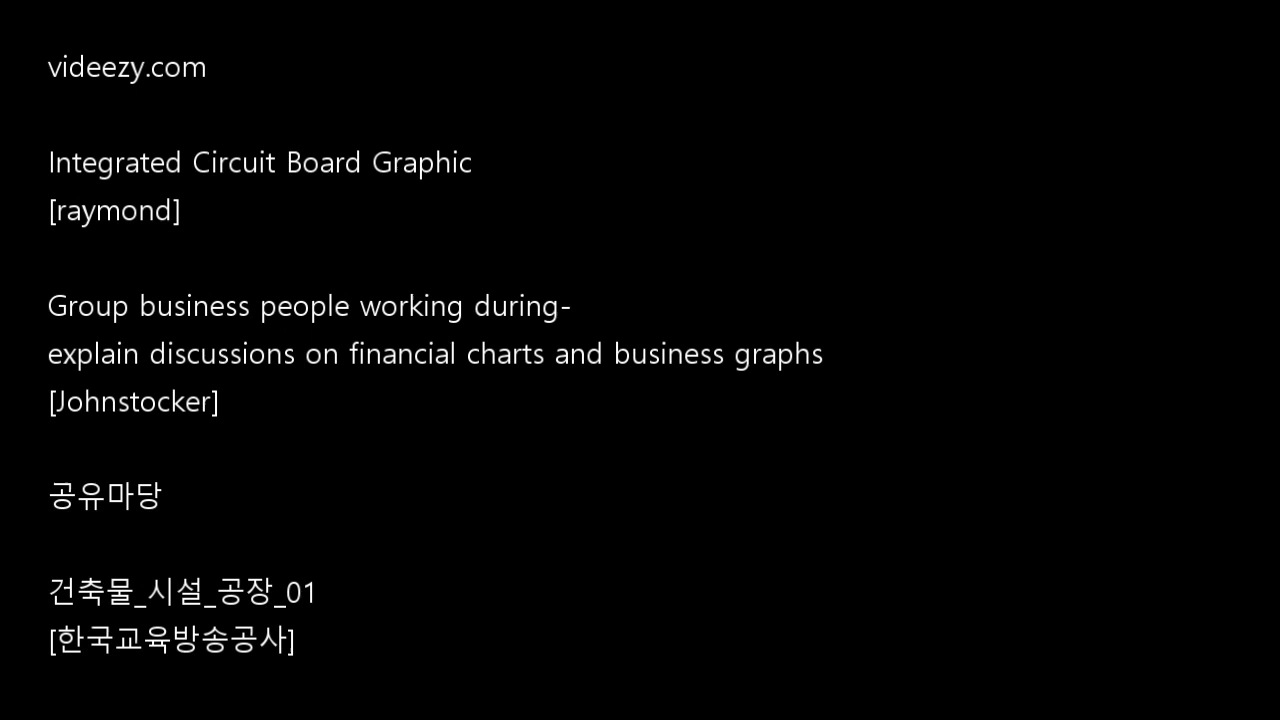 videezy.com
Integrated Circuit Board Graphic
[raymond]
Group business people working during-
explain discussions on financial charts and business graphs
[Johnstocker]
공유마당
건축물_시설_공장_01
[한국교육방송공사]